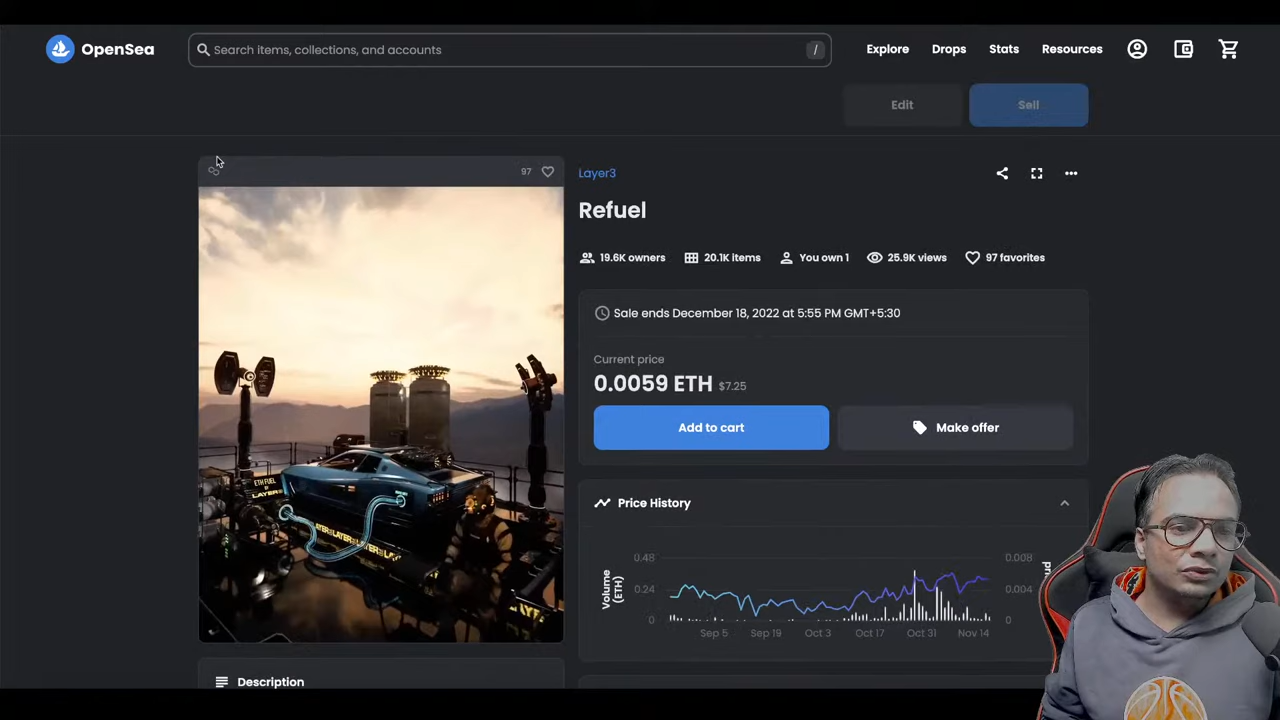 OpenSea
Search items, collections, and accounts
/
Explore
Drops
Stats
Resources
Edit
Sell
97
Layer3
Refuel
19.6K owners
20.1K items
You own 1
25.9K views
97 favorites
Sale ends December 18, 2022 at 5:55 PM GMT+5:30
Current price
0.0059 ETH $7.25
Add to cart
Make offer
ETH FUEL
BY
LAYER
Price History
Volume
(ETH)
0.48
0.24
0
0.008
0.004
0
Sep 5
Sep 19
Oct 3
Oct 17
Oct 31
Nov 14
Description